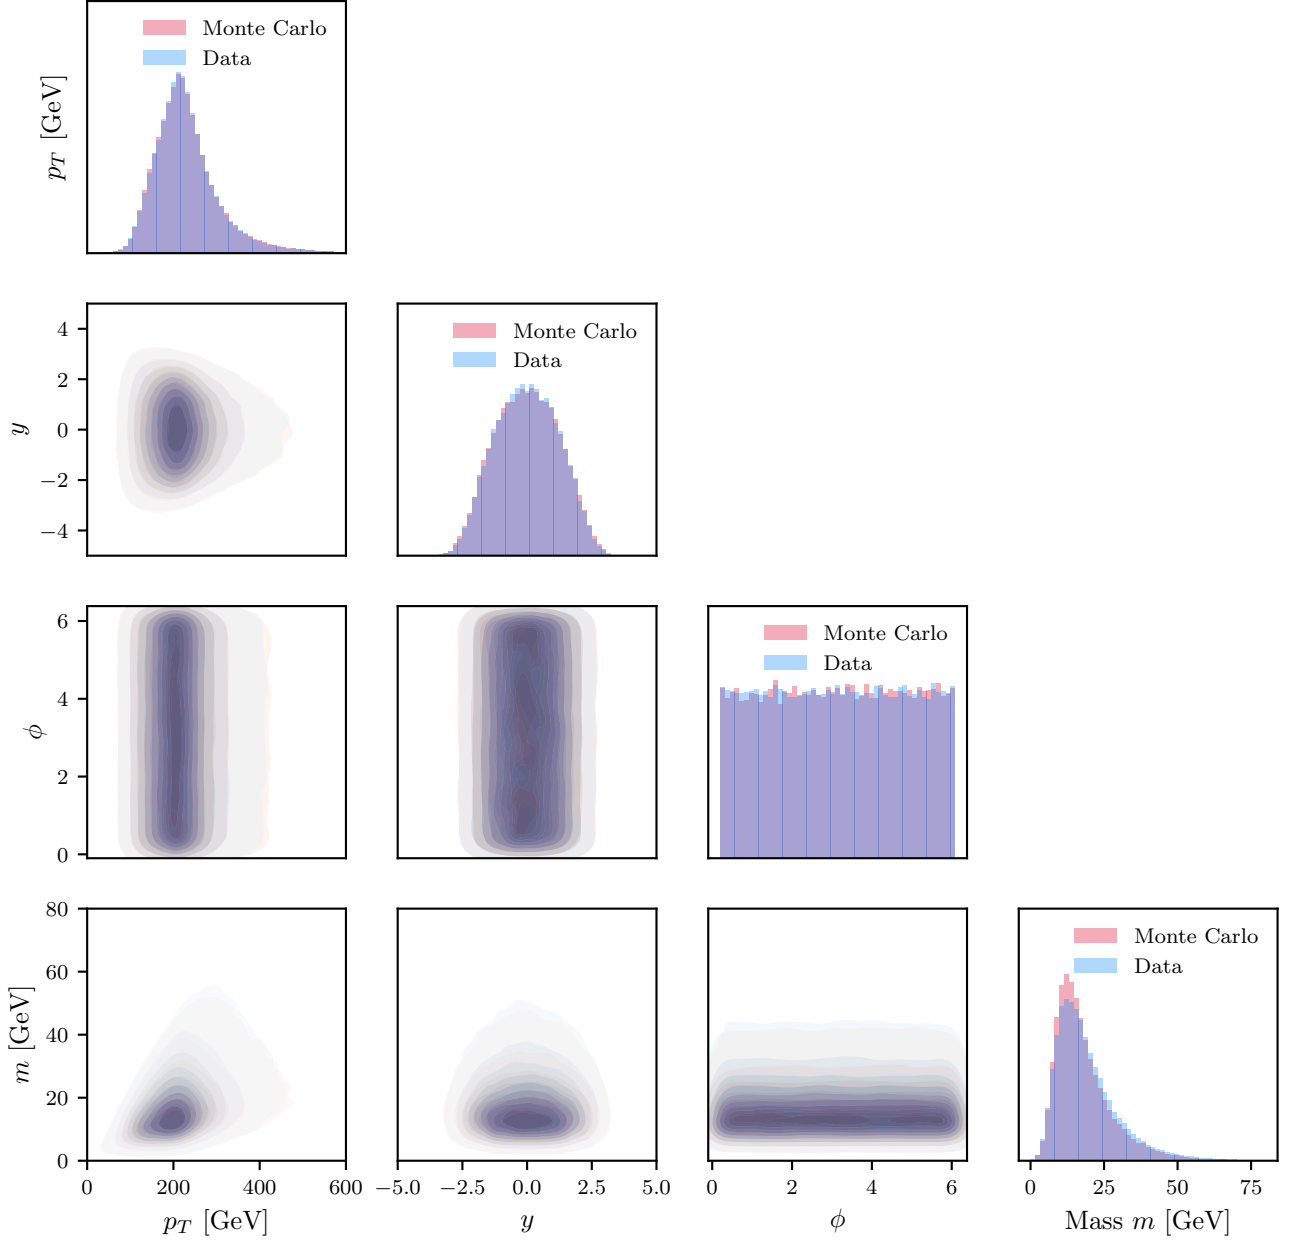 Monte Carlo
Data
p_T [GeV]
Monte Carlo
Data
4
2
0
−2
−4
y
Monte Carlo
Data
6
4
2
0
ϕ
Monte Carlo
Data
80
60
40
20
0
m [GeV]
0 200 400 600
−5.0 −2.5 0.0 2.5 5.0
0 2 4 6
0 25 50 75
p_T [GeV]
y
ϕ
Mass m [GeV]